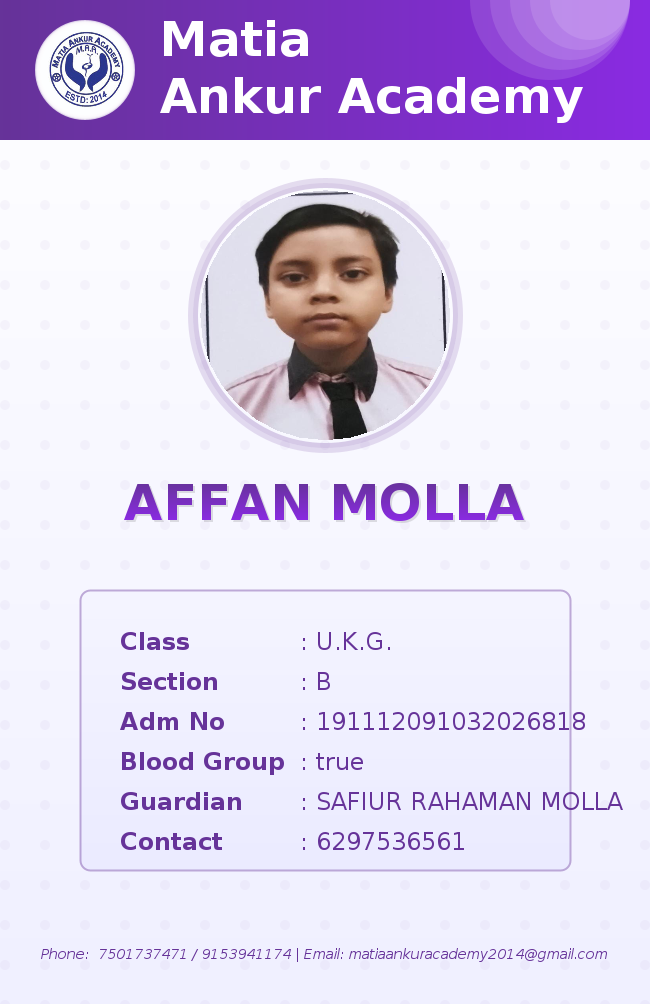 Matia
Ankur Academy
MATIA ANKUR ACADEMY
M.A.A.
ESTD: 2014
AFFAN MOLLA
Class : U.K.G.
Section : B
Adm No : 191112091032026818
Blood Group : true
Guardian : SAFIUR RAHAMAN MOLLA
Contact : 6297536561
Phone: 7501737471 / 9153941174 | Email: matiaankuracademy2014@gmail.com